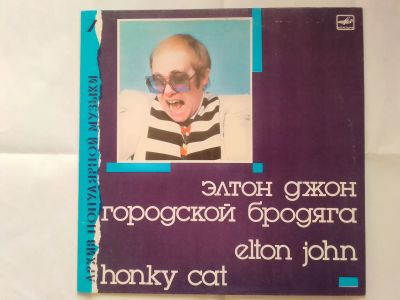 1
АРХИВ ПОПУЛЯРНОЙ МУЗЫКИ
элтон джон
городской бродяга
elton john
honky cat